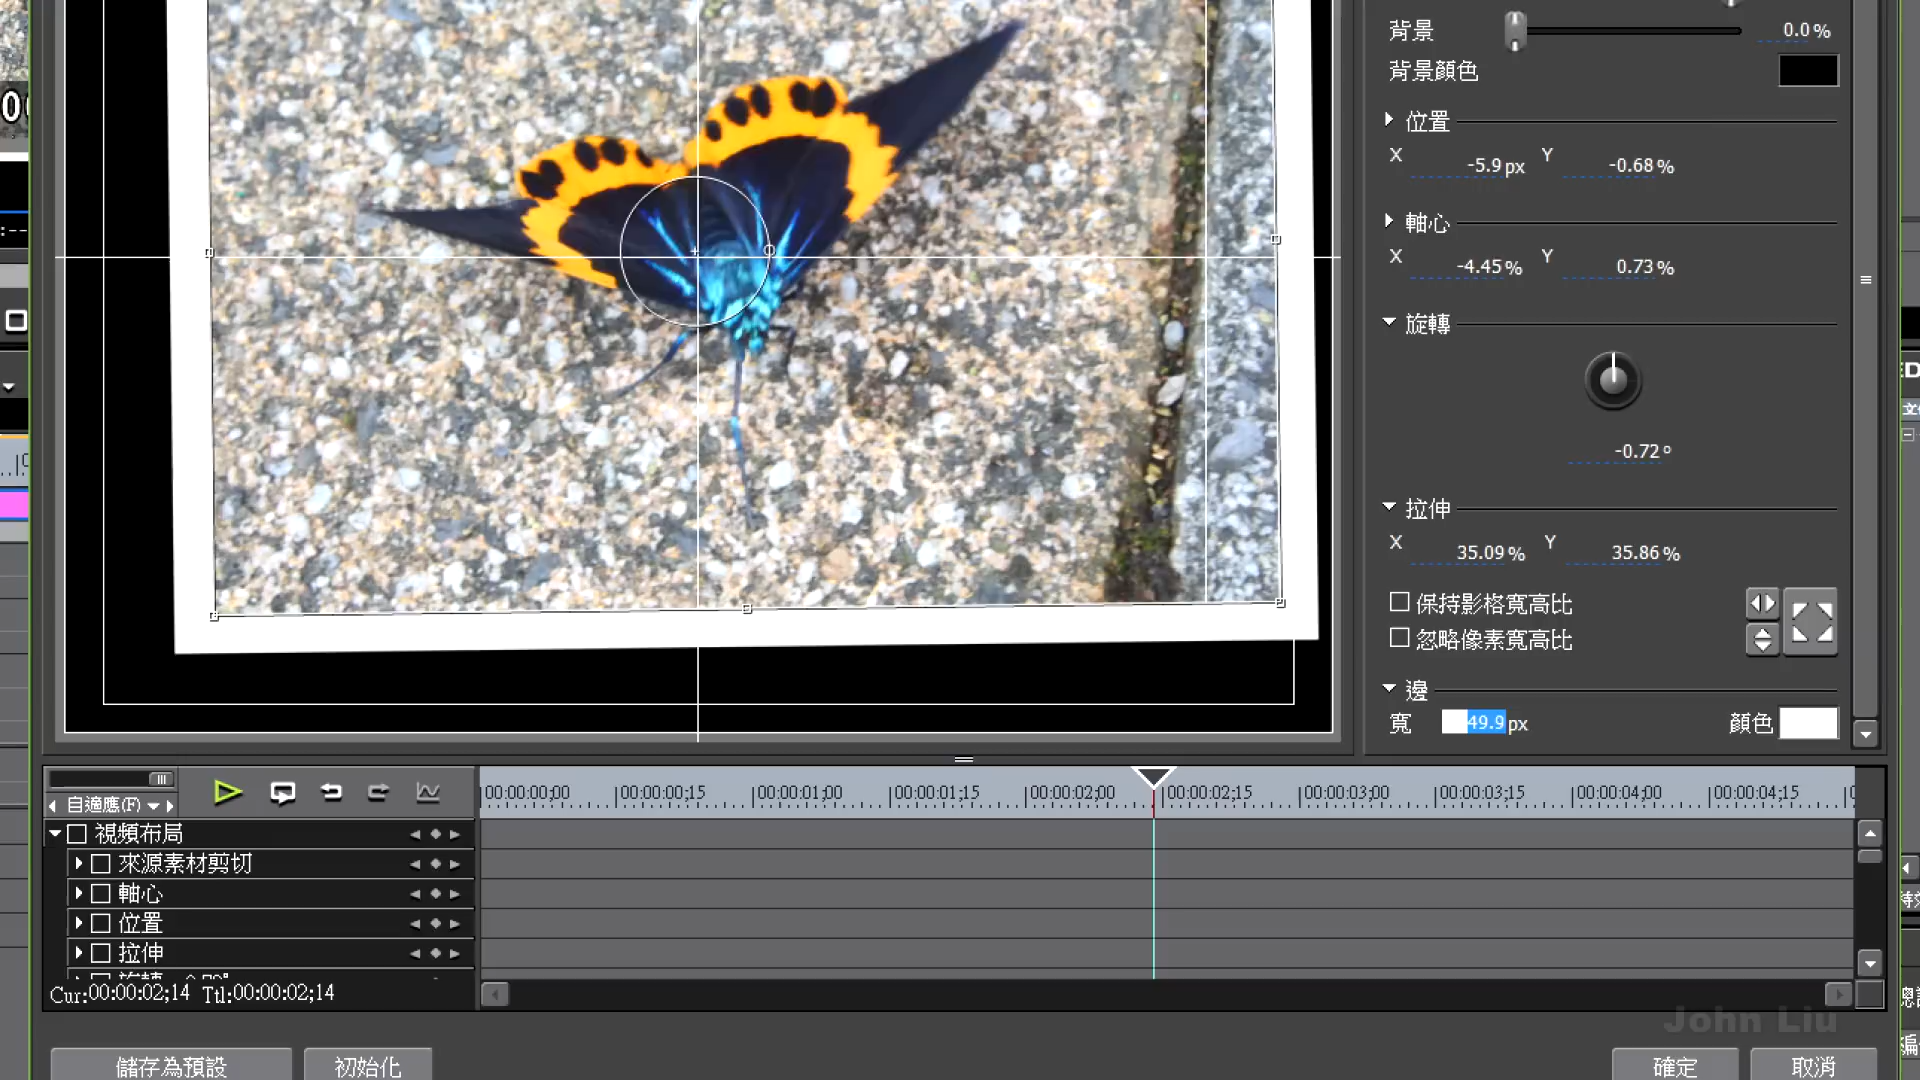 背景 0.0 %
背景顏色
位置
X -5.9 px Y -0.68 %
軸心
X -4.45 % Y 0.73 %
旋轉
-0.72 °
拉伸
X 35.09 % Y 35.86 %
保持影格寬高比
忽略像素寬高比
邊
寬 49.9 px 顏色
自適應(F)
00:00:00;00 00:00:00;15 00:00:01;00 00:00:01;15 00:00:02;00 00:00:02;15 00:00:03;00 00:00:03;15 00:00:04;00 00:00:04;15
視頻布局
來源素材剪切
軸心
位置
拉伸
Cur:00:00:02;14 Ttl:00:00:02;14
John Liu
儲存為預設 初始化 確定 取消